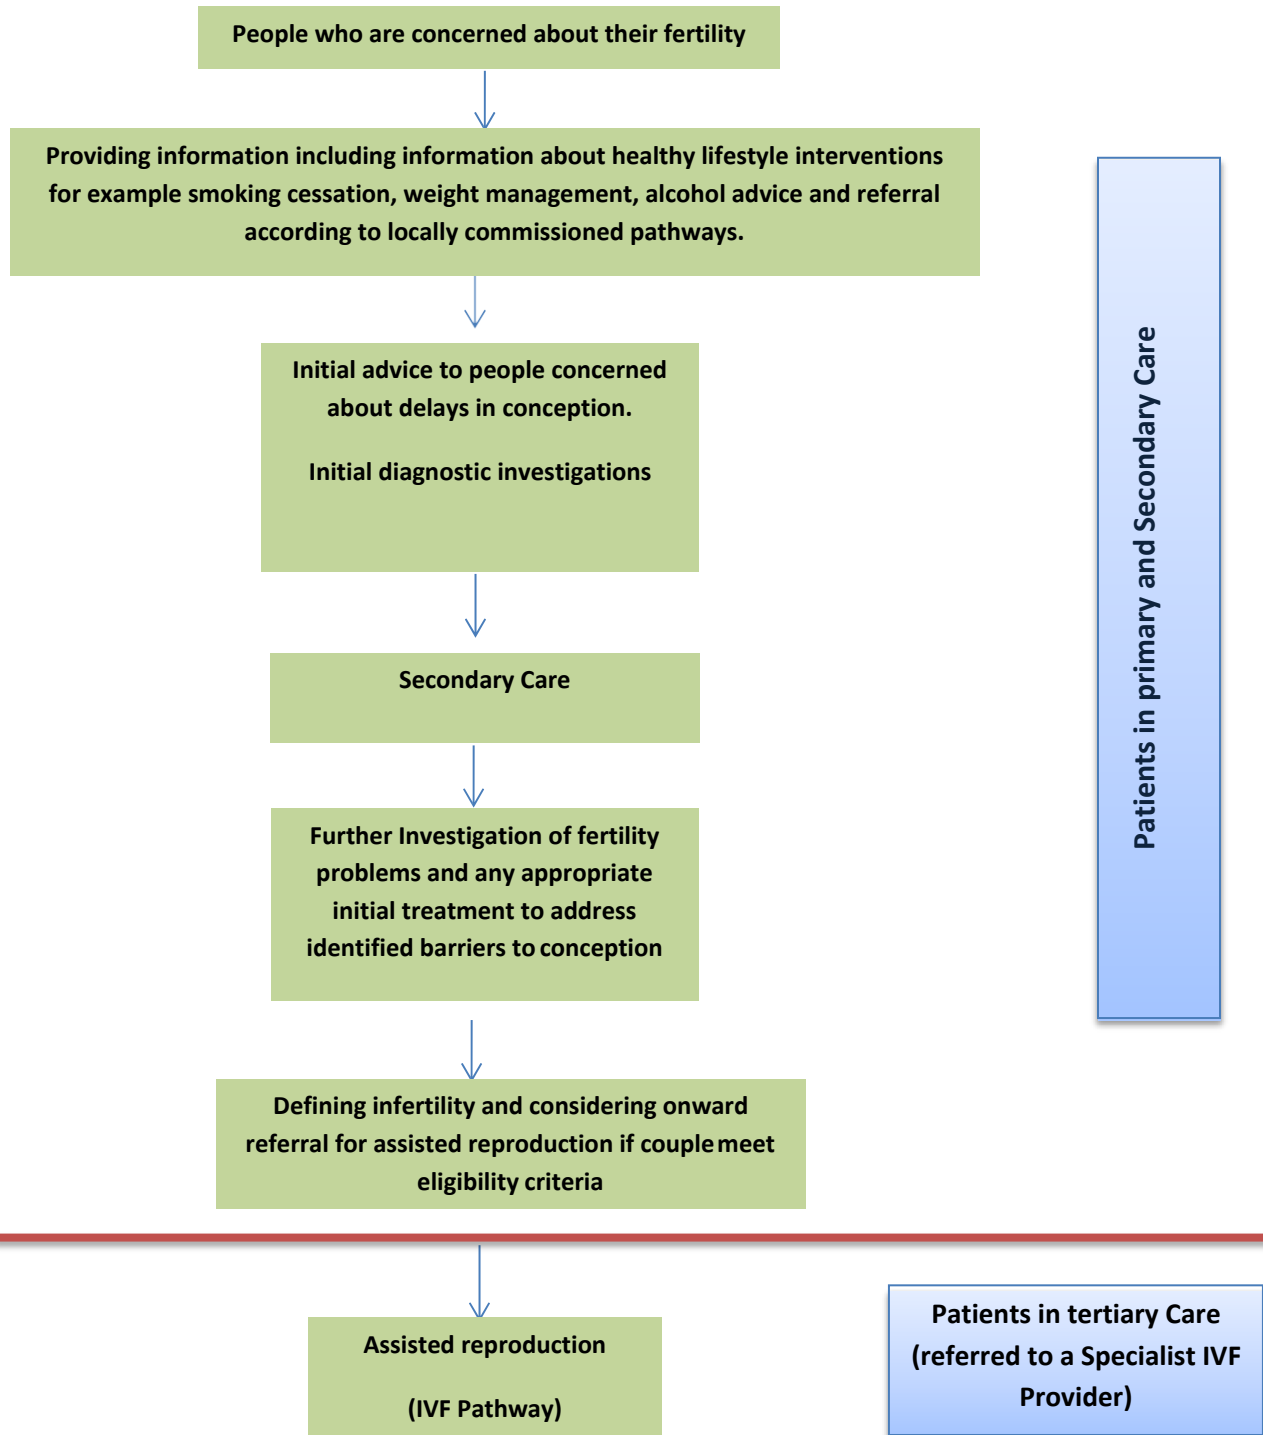 People who are concerned about their fertility
Providing information including information about healthy lifestyle interventions
for example smoking cessation, weight management, alcohol advice and referral
according to locally commissioned pathways.
Initial advice to people concerned
about delays in conception.
Initial diagnostic investigations
Secondary Care
Further Investigation of fertility
problems and any appropriate
initial treatment to address
identified barriers to conception
Defining infertility and considering onward
referral for assisted reproduction if couple meet
eligibility criteria
Patients in primary and Secondary Care
Assisted reproduction
(IVF Pathway)
Patients in tertiary Care
(referred to a Specialist IVF
Provider)